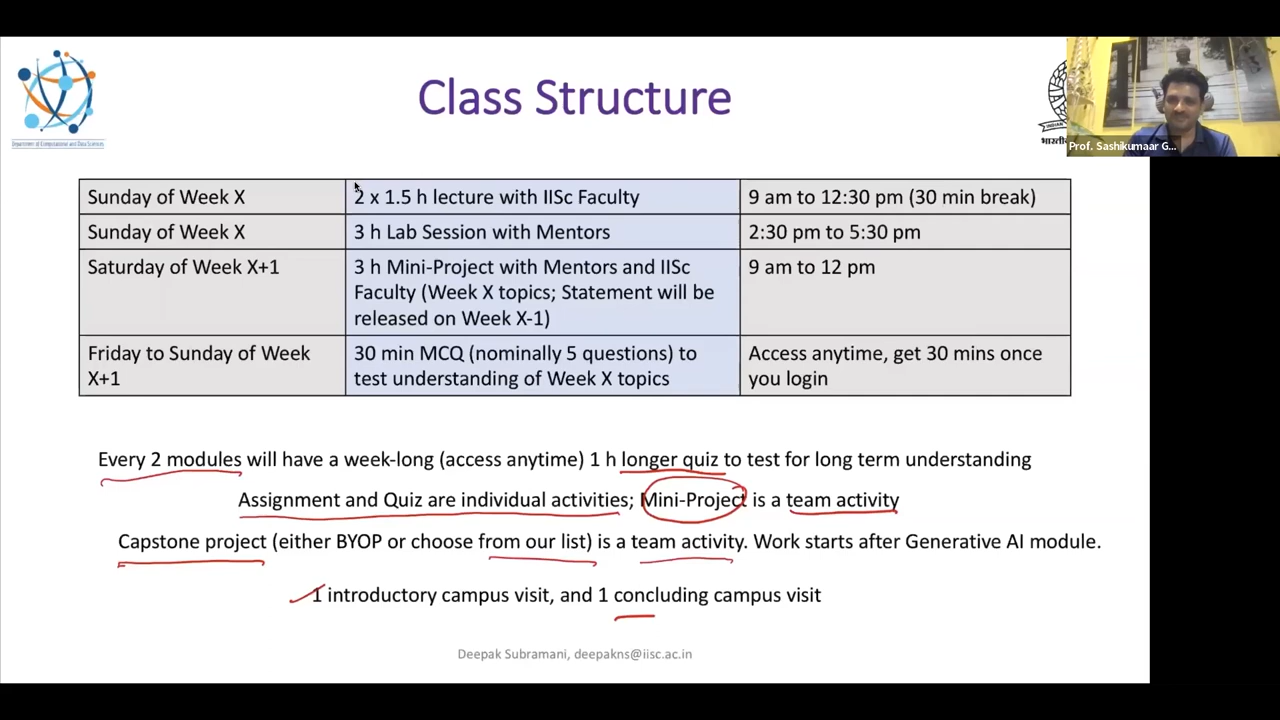 Class Structure
Department of Computational and Data Sciences
INDIAN
भारतीय
Prof. Sashikumaar G...
Sunday of Week X
2 x 1.5 h lecture with IISc Faculty
9 am to 12:30 pm (30 min break)
Sunday of Week X
3 h Lab Session with Mentors
2:30 pm to 5:30 pm
Saturday of Week X+1
3 h Mini-Project with Mentors and IISc
Faculty (Week X topics; Statement will be
released on Week X-1)
9 am to 12 pm
Friday to Sunday of Week
X+1
30 min MCQ (nominally 5 questions) to
test understanding of Week X topics
Access anytime, get 30 mins once
you login
Every 2 modules will have a week-long (access anytime) 1 h longer quiz to test for long term understanding
Assignment and Quiz are individual activities; Mini-Project is a team activity
Capstone project (either BYOP or choose from our list) is a team activity. Work starts after Generative AI module.
1 introductory campus visit, and 1 concluding campus visit
Deepak Subramani, deepakns@iisc.ac.in